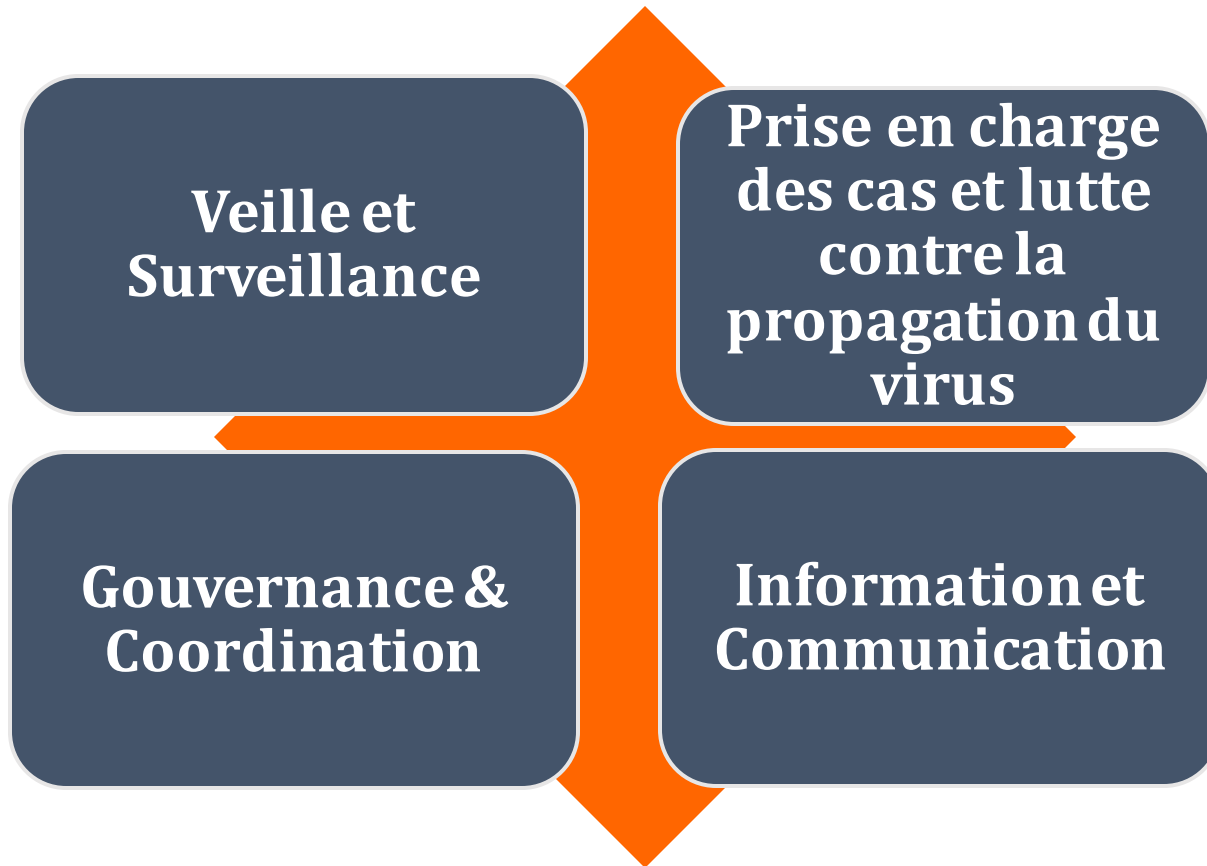 Veille et
Surveillance
Prise en charge
des cas et lutte
contre la
propagation du
virus
Gouvernance &
Coordination
Information et
Communication